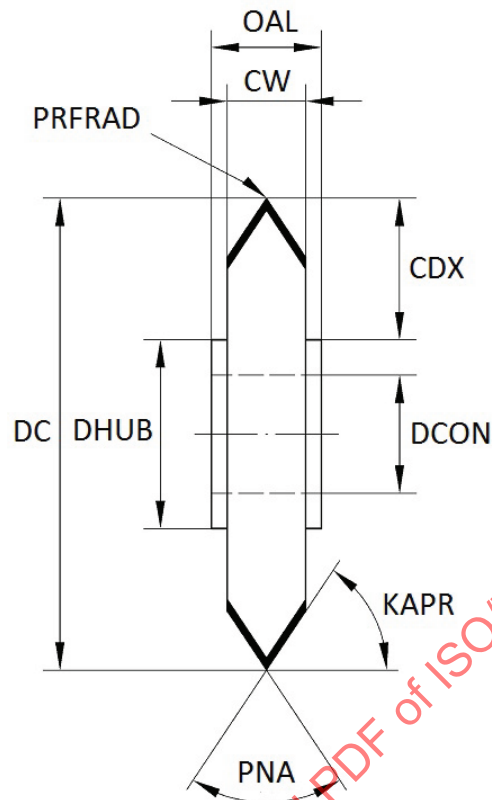 OAL
CW
PRFRAD
CDX
DC
DHUB
DCON
KAPR
PNA
PDF of ISO/